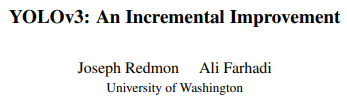 YOLOv3: An Incremental Improvement
Joseph Redmon Ali Farhadi
University of Washington